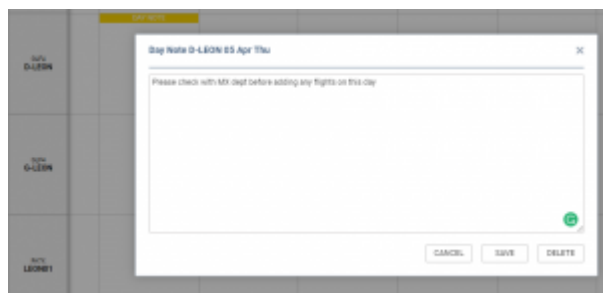 DAY NOTE
Day Note D-LEON 05 Apr Thu
×
Please check with MX dept before adding any flights on this day
D-LEON
G-LEON
LEONE1
CANCEL SAVE DELETE